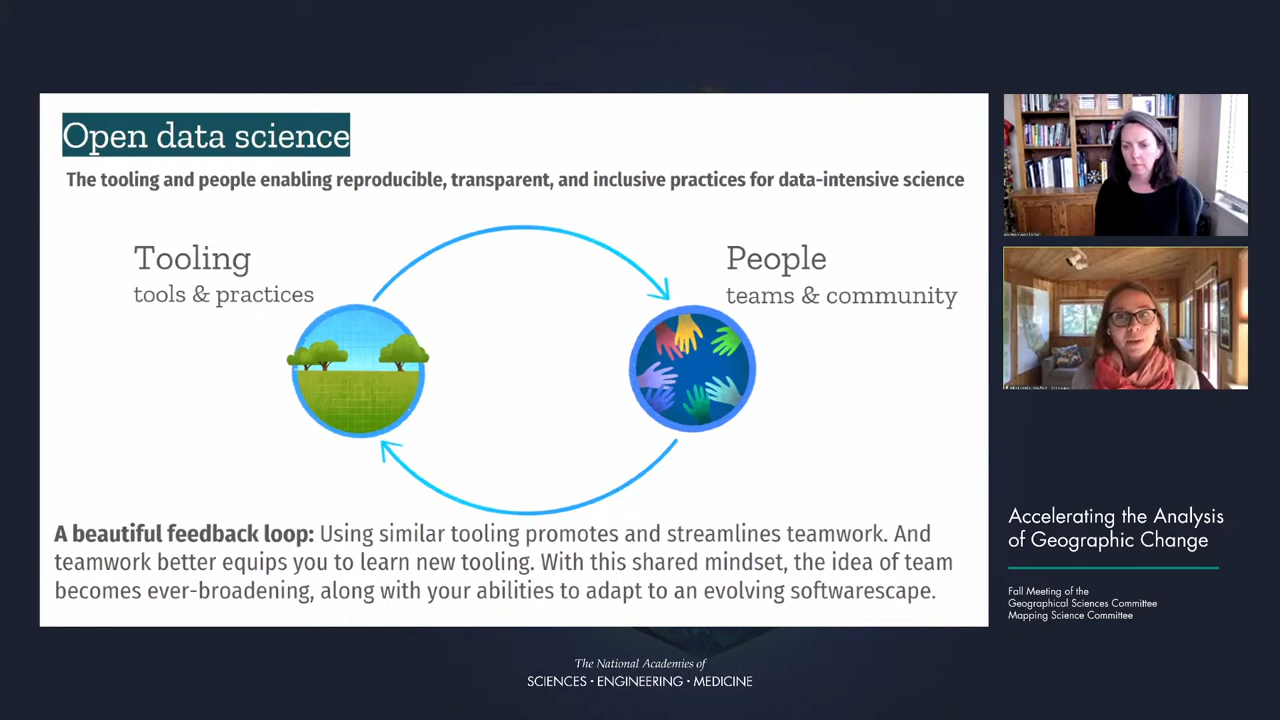 Open data science
The tooling and people enabling reproducible, transparent, and inclusive practices for data-intensive science
Tooling
tools & practices
People
teams & community
A beautiful feedback loop: Using similar tooling promotes and streamlines teamwork. And
teamwork better equips you to learn new tooling. With this shared mindset, the idea of team
becomes ever-broadening, along with your abilities to adapt to an evolving softwarescape.
Accelerating the Analysis
of Geographic Change
Fall Meeting of the
Geographical Sciences Committee
Mapping Science Committee
The National Academies of
SCIENCES • ENGINEERING • MEDICINE